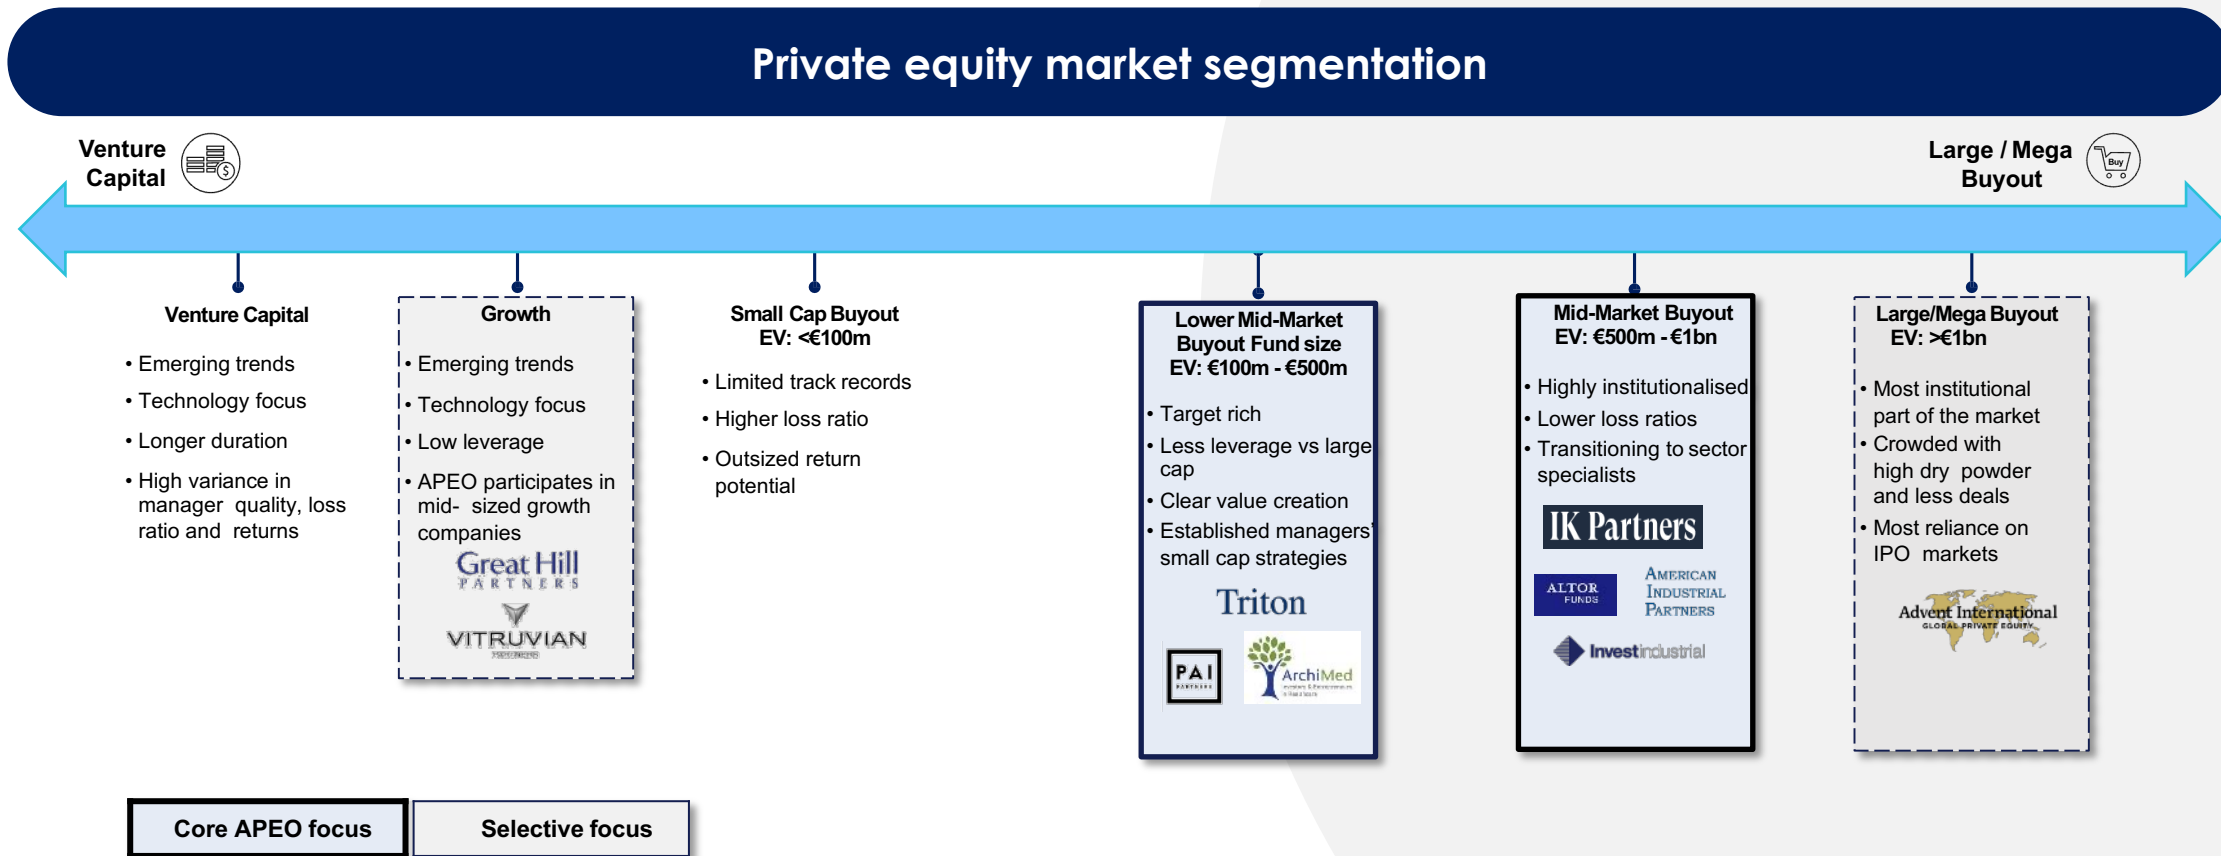 Private equity market segmentation
Venture
Capital
$
Large / Mega
Buyout
Buy
Venture Capital
• Emerging trends
• Technology focus
• Longer duration
• High variance in
manager quality, loss
ratio and returns
Growth
• Emerging trends
• Technology focus
• Low leverage
• APEO participates in
mid- sized growth
companies
Great Hill
PARTNERS
VITRUVIAN
PARTNERS
Small Cap Buyout
EV: <€100m
• Limited track records
• Higher loss ratio
• Outsized return
potential
Lower Mid-Market
Buyout Fund size
EV: €100m - €500m
• Target rich
• Less leverage vs large
cap
• Clear value creation
• Established managers'
small cap strategies
Triton
PAI
PARTNERS
ArchiMed
Mid-Market Buyout
EV: €500m - €1bn
• Highly institutionalised
• Lower loss ratios
• Transitioning to sector
specialists
IK Partners
ALTOR
FUNDS
AMERICAN
INDUSTRIAL
PARTNERS
Investindustrial
Large/Mega Buyout
EV: >€1bn
• Most institutional
part of the market
• Crowded with
high dry powder
and less deals
• Most reliance on
IPO markets
Advent International
GLOBAL PRIVATE EQUITY
Core APEO focus
Selective focus